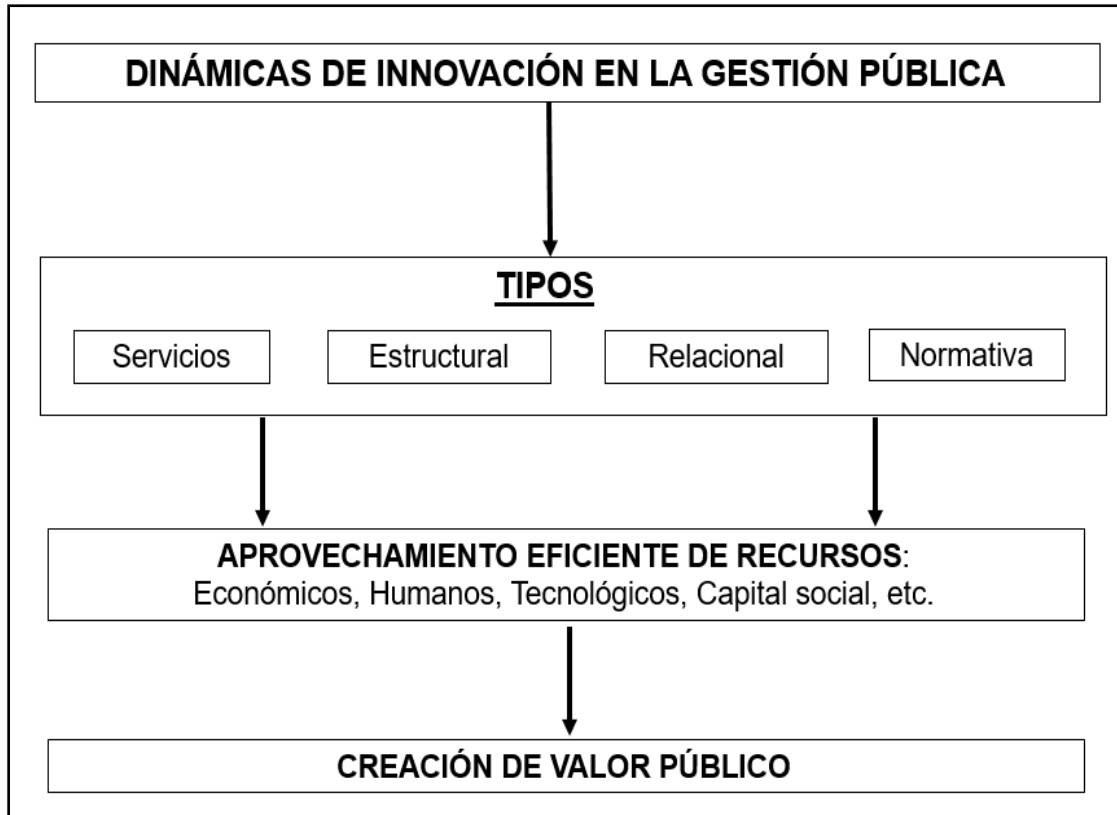 DINÁMICAS DE INNOVACIÓN EN LA GESTIÓN PÚBLICA
TIPOS
Servicios
Estructural
Relacional
Normativa
APROVECHAMIENTO EFICIENTE DE RECURSOS:
Económicos, Humanos, Tecnológicos, Capital social, etc.
CREACIÓN DE VALOR PÚBLICO